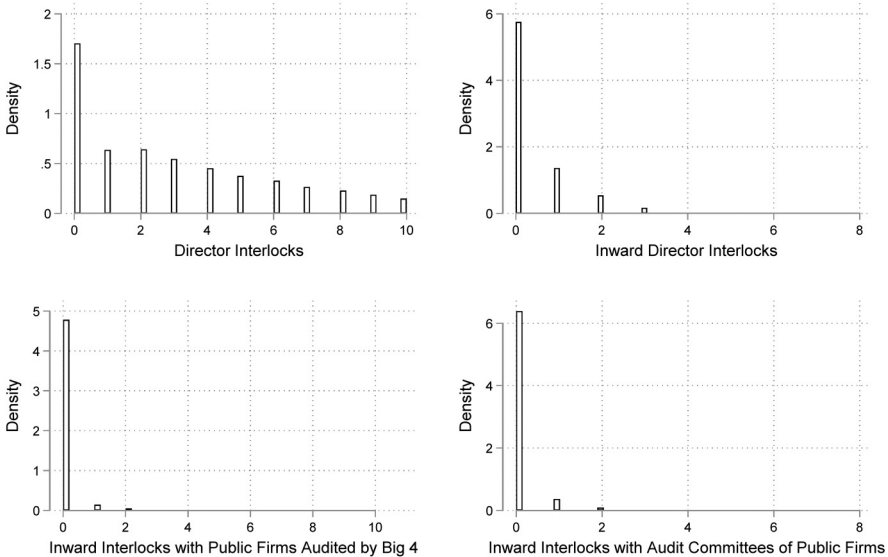 2
1.5
1
.5
0
Density
0 2 4 6 8 10
Director Interlocks
6
4
2
0
Density
0 2 4 6 8
Inward Director Interlocks
5
4
3
2
1
0
Density
0 2 4 6 8 10
Inward Interlocks with Public Firms Audited by Big 4
6
4
2
0
Density
0 2 4 6 8
Inward Interlocks with Audit Committees of Public Firms